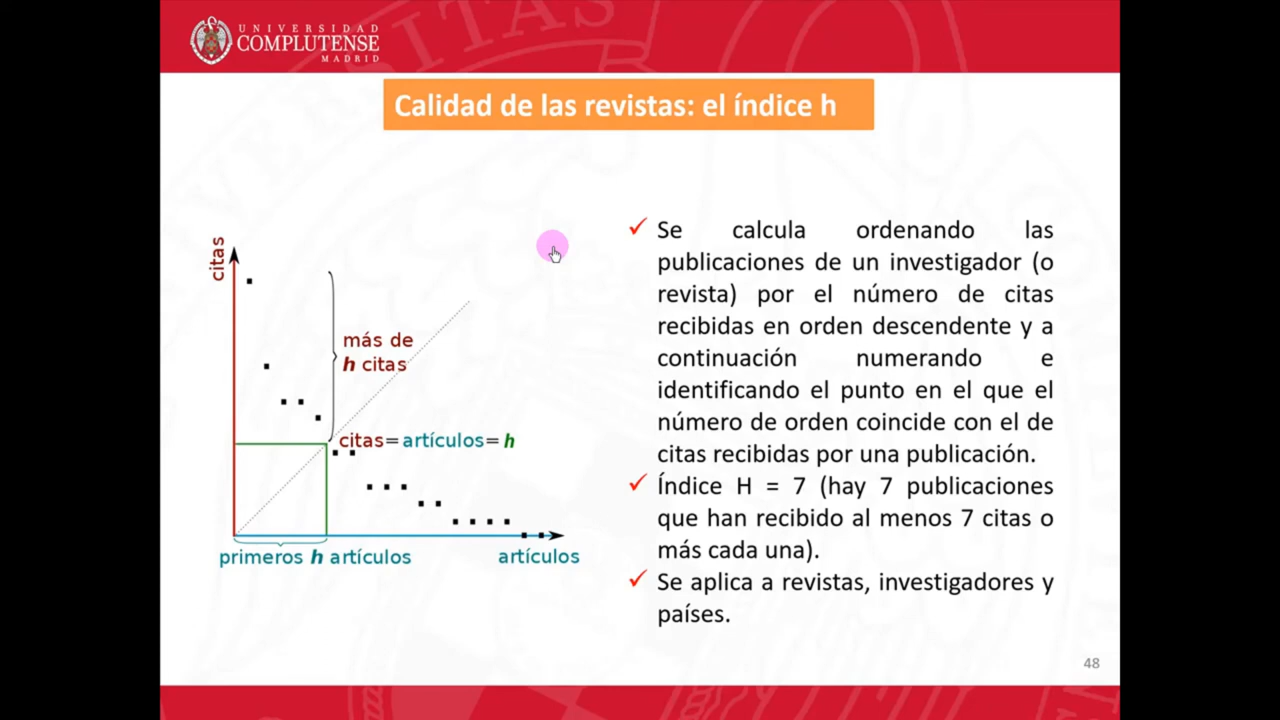 UNIVERSIDAD
COMPLUTENSE
MADRID
Calidad de las revistas: el índice h
citas
más de
h citas
citas=artículos=h
primeros h artículos
artículos
Se calcula ordenando las
publicaciones de un investigador (o
revista) por el número de citas
recibidas en orden descendente y a
continuación numerando e
identificando el punto en el que el
número de orden coincide con el de
citas recibidas por una publicación.
Índice H = 7 (hay 7 publicaciones
que han recibido al menos 7 citas o
más cada una).
Se aplica a revistas, investigadores y
países.
48